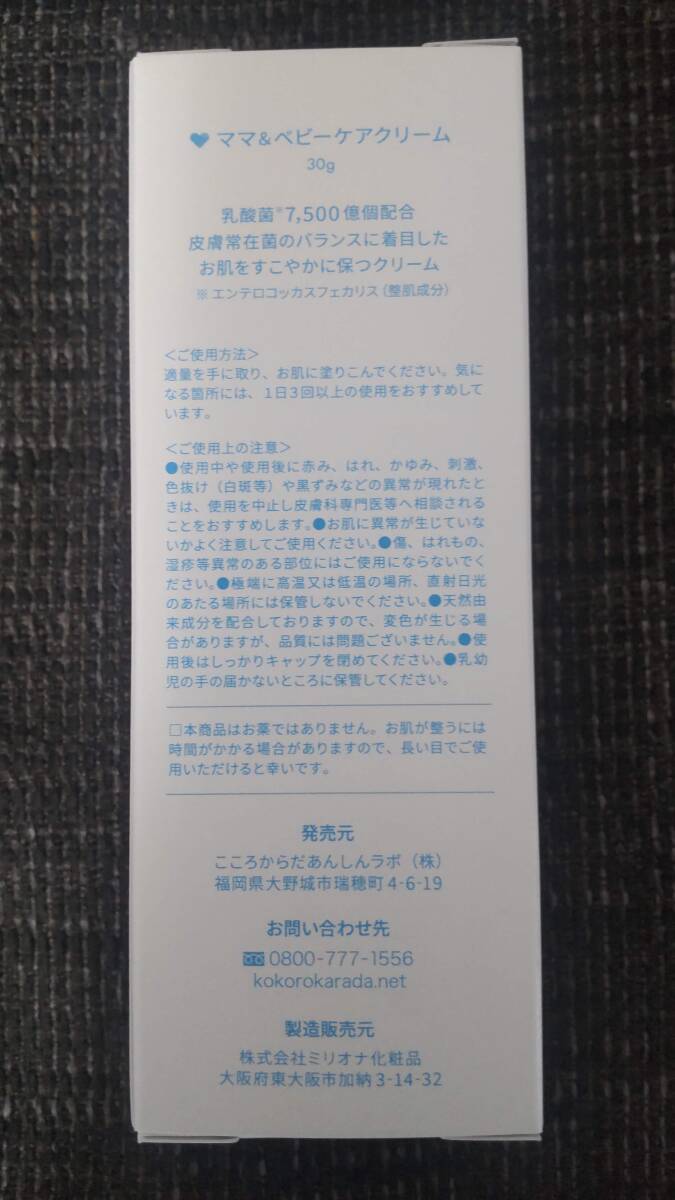 ママ&ベビーケアクリーム
30g
乳酸菌※7,500億個配合
皮膚常在菌のバランスに着目した
お肌をすこやかに保つクリーム
※ エンテロコッカスフェカリス（整肌成分）
＜ご使用方法＞
適量を手に取り、お肌に塗りこんでください。気に
なる箇所には、１日３回以上の使用をおすすめして
います。
＜ご使用上の注意＞
●使用中や使用後に赤み、はれ、かゆみ、刺激、
色抜け（白斑等）や黒ずみなどの異常が現れたと
きは、使用を中止し皮膚科専門医等へ相談される
ことをおすすめします。●お肌に異常が生じていな
いかよく注意してご使用ください。●傷、はれもの、
湿疹等異常のある部位にはご使用にならないでく
ださい。●極端に高温又は低温の場所、直射日光
のあたる場所には保管しないでください。●天然由
来成分を配合しておりますので、変色が生じる場
合がありますが、品質には問題ございません。●使
用後はしっかりキャップを閉めてください。●乳幼
児の手の届かないところに保管してください。
□本商品はお薬ではありません。お肌が整うには
時間がかかる場合がありますので、長い目でご使
用いただけると幸いです。
発売元
こころからだあんしんラボ（株）
福岡県大野城市瑞穂町4-6-19
お問い合わせ先
0800-777-1556
kokorokarada.net
製造販売元
株式会社ミリオナ化粧品
大阪府東大阪市加納3-14-32